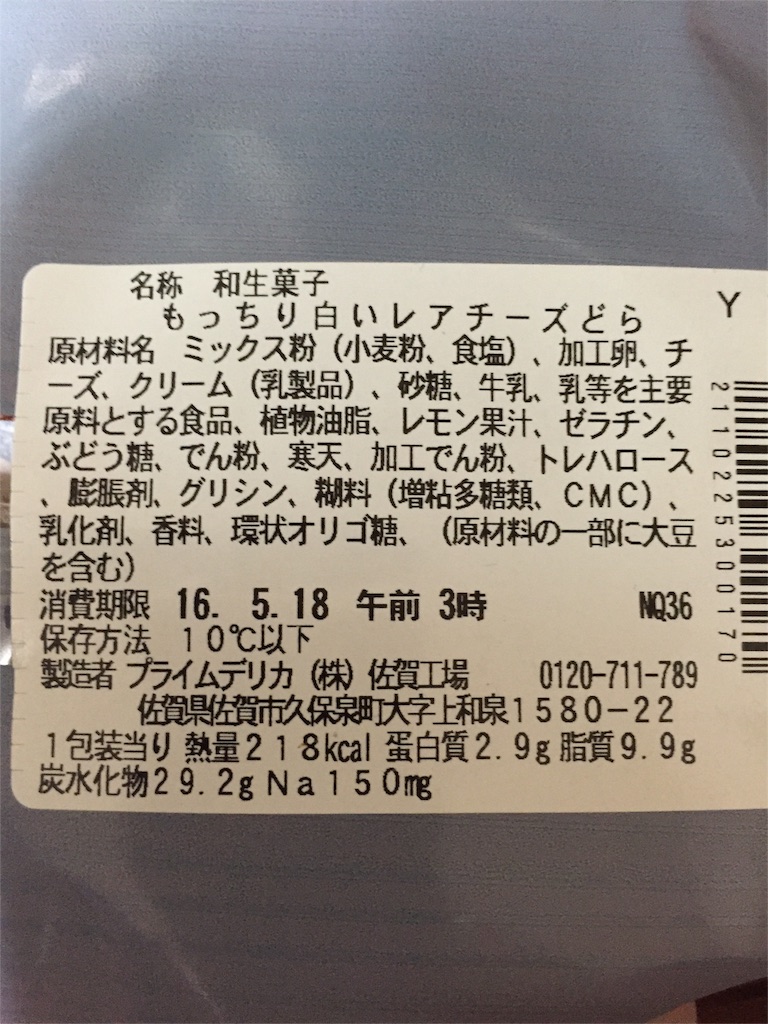 名称 和生菓子
もっちり白いレアチーズどら
原材料名 ミックス粉（小麦粉、食塩）、加工卵、チ
ーズ、クリーム（乳製品）、砂糖、牛乳、乳等を主要
原料とする食品、植物油脂、レモン果汁、ゼラチン、
ぶどう糖、でん粉、寒天、加工でん粉、トレハロース
、膨脹剤、グリシン、糊料（増粘多糖類、CMC）、
乳化剤、香料、環状オリゴ糖、（原材料の一部に大豆
を含む）
消費期限 16. 5.18 午前 3時 NQ36
保存方法 10℃以下
製造者 プライムデリカ（株）佐賀工場 0120-711-789
佐賀県佐賀市久保泉町大字上和泉1580−22
1包装当り 熱量218kcal 蛋白質2.9g 脂質9.9g
炭水化物29.2g Na150mg
Y
2110225300170